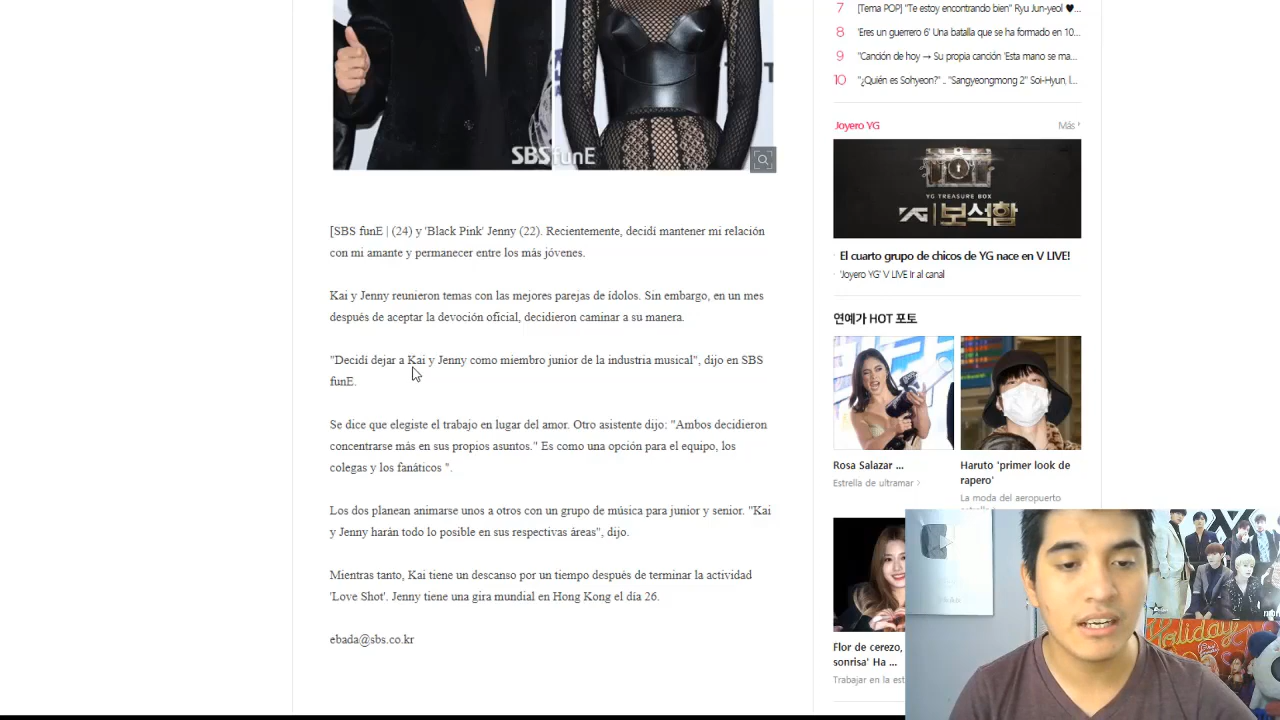 SBSfunE
[SBS funE | (24) y 'Black Pink' Jenny (22). Recientemente, decidí mantener mi relación
con mi amante y permanecer entre los más jóvenes.
Kai y Jenny reunieron temas con las mejores parejas de ídolos. Sin embargo, en un mes
después de aceptar la devoción oficial, decidieron caminar a su manera.
"Decidí dejar a Kai y Jenny como miembro junior de la industria musical", dijo en SBS
funE.
Se dice que elegiste el trabajo en lugar del amor. Otro asistente dijo: "Ambos decidieron
concentrarse más en sus propios asuntos." Es como una opción para el equipo, los
colegas y los fanáticos ".
Los dos planean animarse unos a otros con un grupo de música para junior y senior. "Kai
y Jenny harán todo lo posible en sus respectivas áreas", dijo.
Mientras tanto, Kai tiene un descanso por un tiempo después de terminar la actividad
'Love Shot'. Jenny tiene una gira mundial en Hong Kong el día 26.
ebada@sbs.co.kr
7 [Tema POP] "Te estoy encontrando bien" Ryu Jun-yeol ♥...
8 'Eres un guerrero 6' Una batalla que se ha formado en 10...
9 "Canción de hoy → Su propia canción 'Esta mano se ma...
10 "¿Quién es Sohyeon?" .. "Sangyeongmong 2" Soi-Hyun, l...
Joyero YG
Más
YG TREASURE BOX
YG 보석함
El cuarto grupo de chicos de YG nace en V LIVE!
'Joyero YG' V LIVE Ir al canal
연예가 HOT 포토
Rosa Salazar ...
Estrella de ultramar
Haruto 'primer look de
rapero'
La moda del aeropuerto
Flor de cerezo,
sonrisa' Ha ...
Trabajar en la est
Holiday